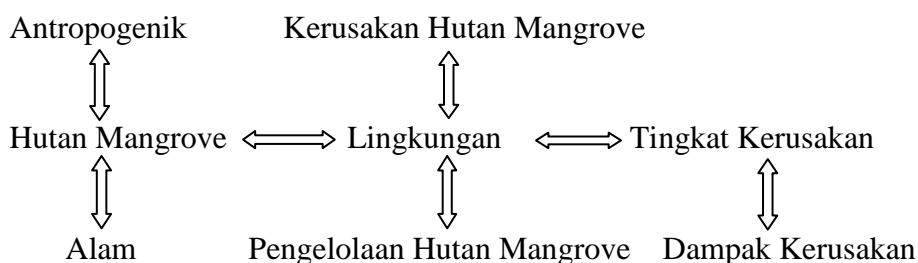 Antropogenik Kerusakan Hutan Mangrove
Hutan Mangrove Lingkungan Tingkat Kerusakan
Alam Pengelolaan Hutan Mangrove Dampak Kerusakan